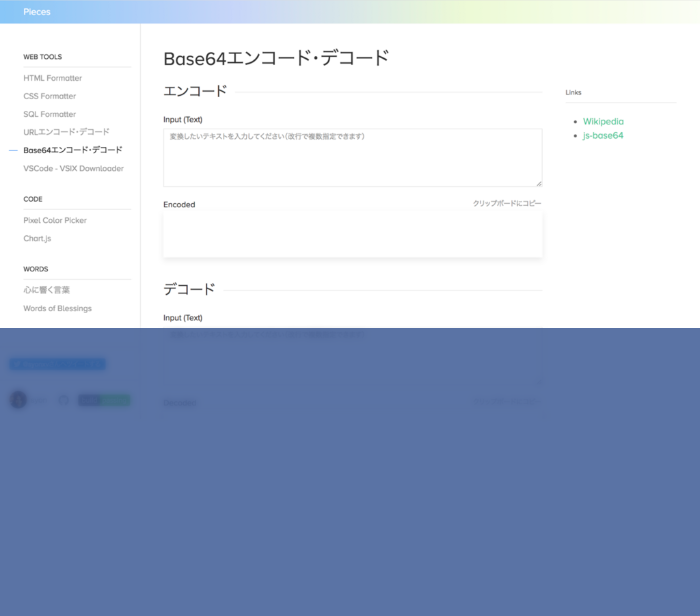 Pieces
WEB TOOLS
HTML Formatter
CSS Formatter
SQL Formatter
URLエンコード・デコード
Base64エンコード・デコード
VSCode - VSIX Downloader
CODE
Pixel Color Picker
Chart.js
WORDS
心に響く言葉
Words of Blessings
Base64エンコード・デコード
エンコード
Input (Text)
変換したいテキストを入力してください(改行で複数指定できます)
Encoded
クリップボードにコピー
デコード
Input (Text)
Links
Wikipedia
js-base64